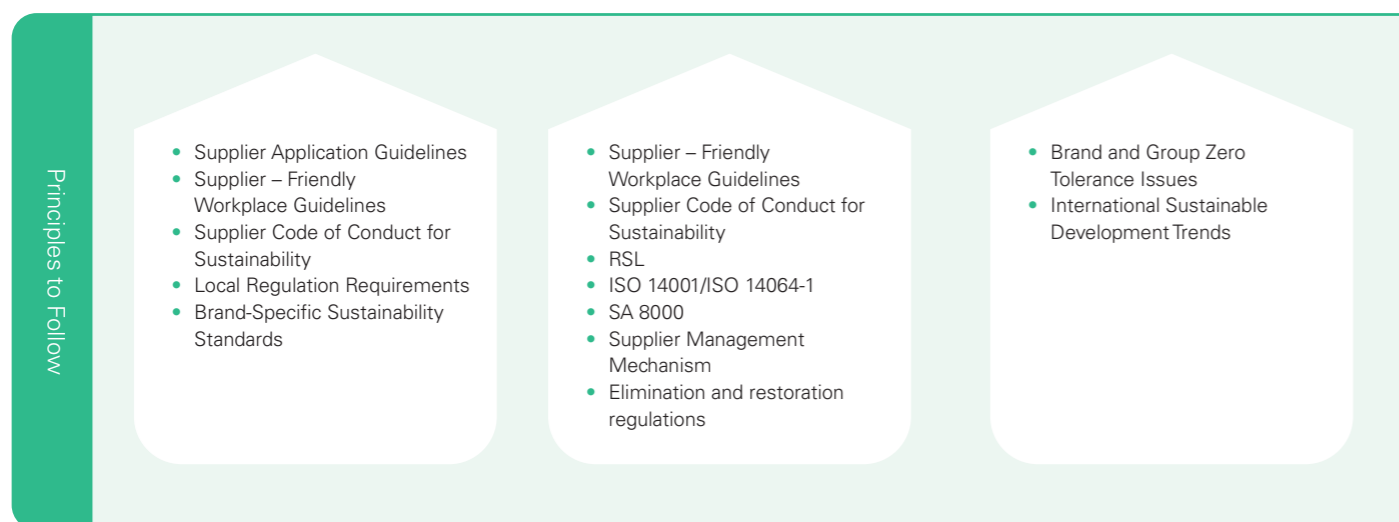 Principles to Follow
• Supplier Application Guidelines
• Supplier – Friendly
Workplace Guidelines
• Supplier Code of Conduct for
Sustainability
• Local Regulation Requirements
• Brand-Specific Sustainability
Standards
• Supplier – Friendly
Workplace Guidelines
• Supplier Code of Conduct for
Sustainability
• RSL
• ISO 14001/ISO 14064-1
• SA 8000
• Supplier Management
Mechanism
• Elimination and restoration
regulations
• Brand and Group Zero
Tolerance Issues
• International Sustainable
Development Trends